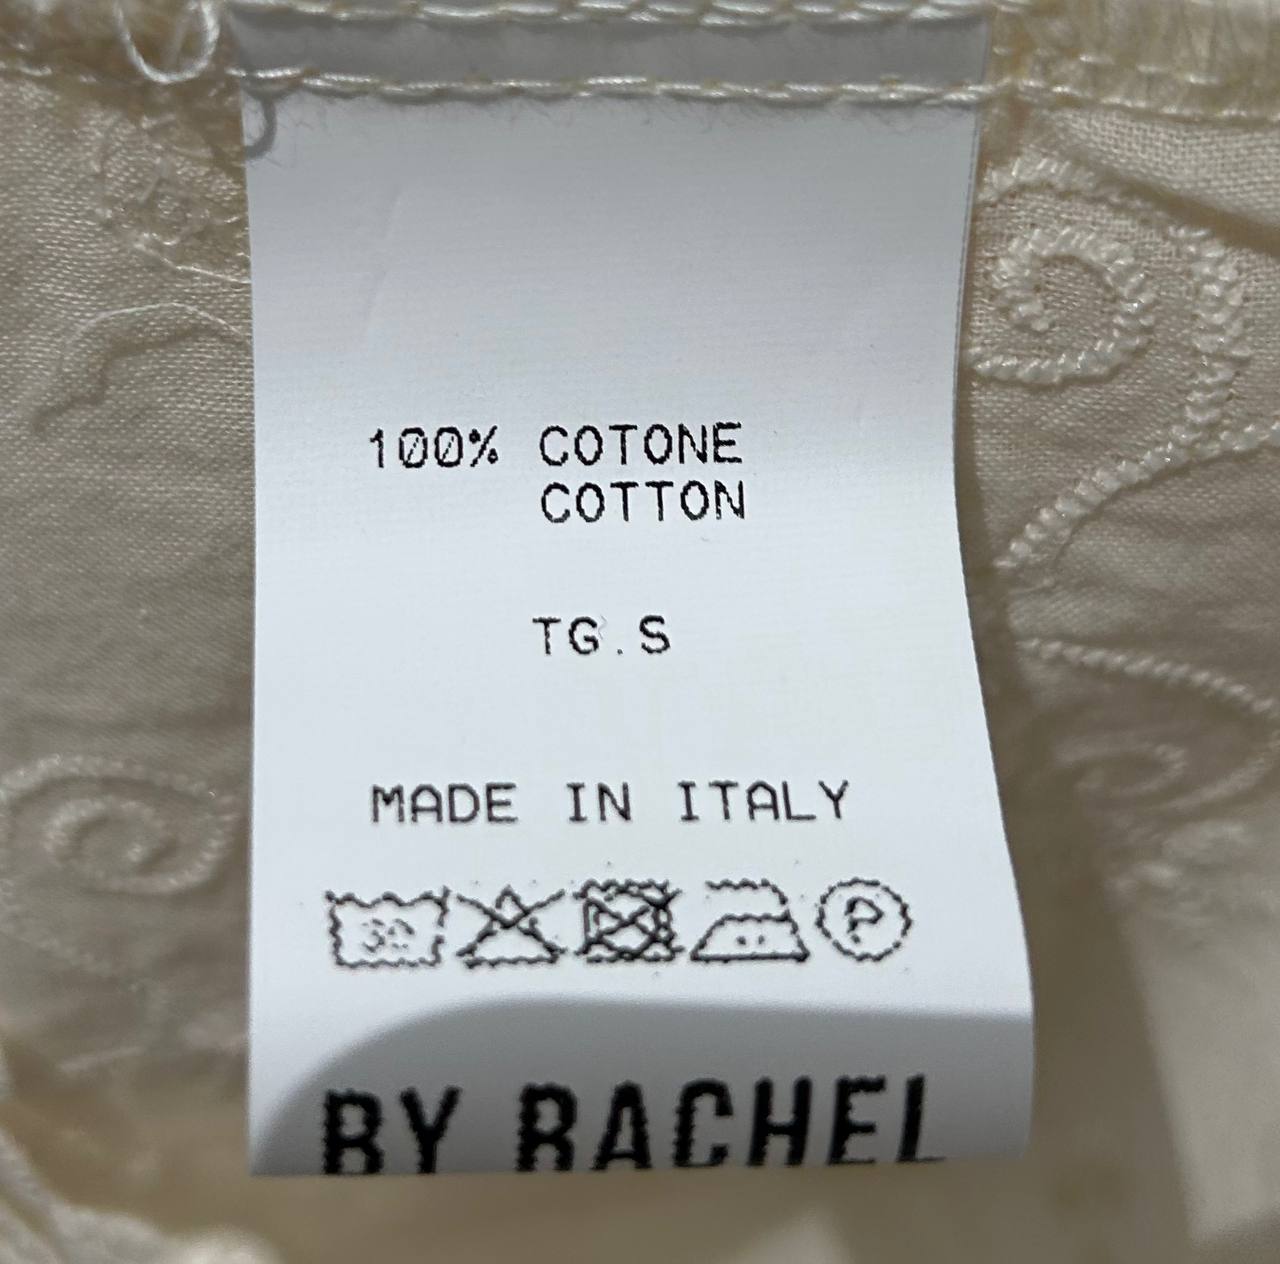 100% COTONE
COTTON
TG.S
MADE IN ITALY
30 P
BY RACHEL